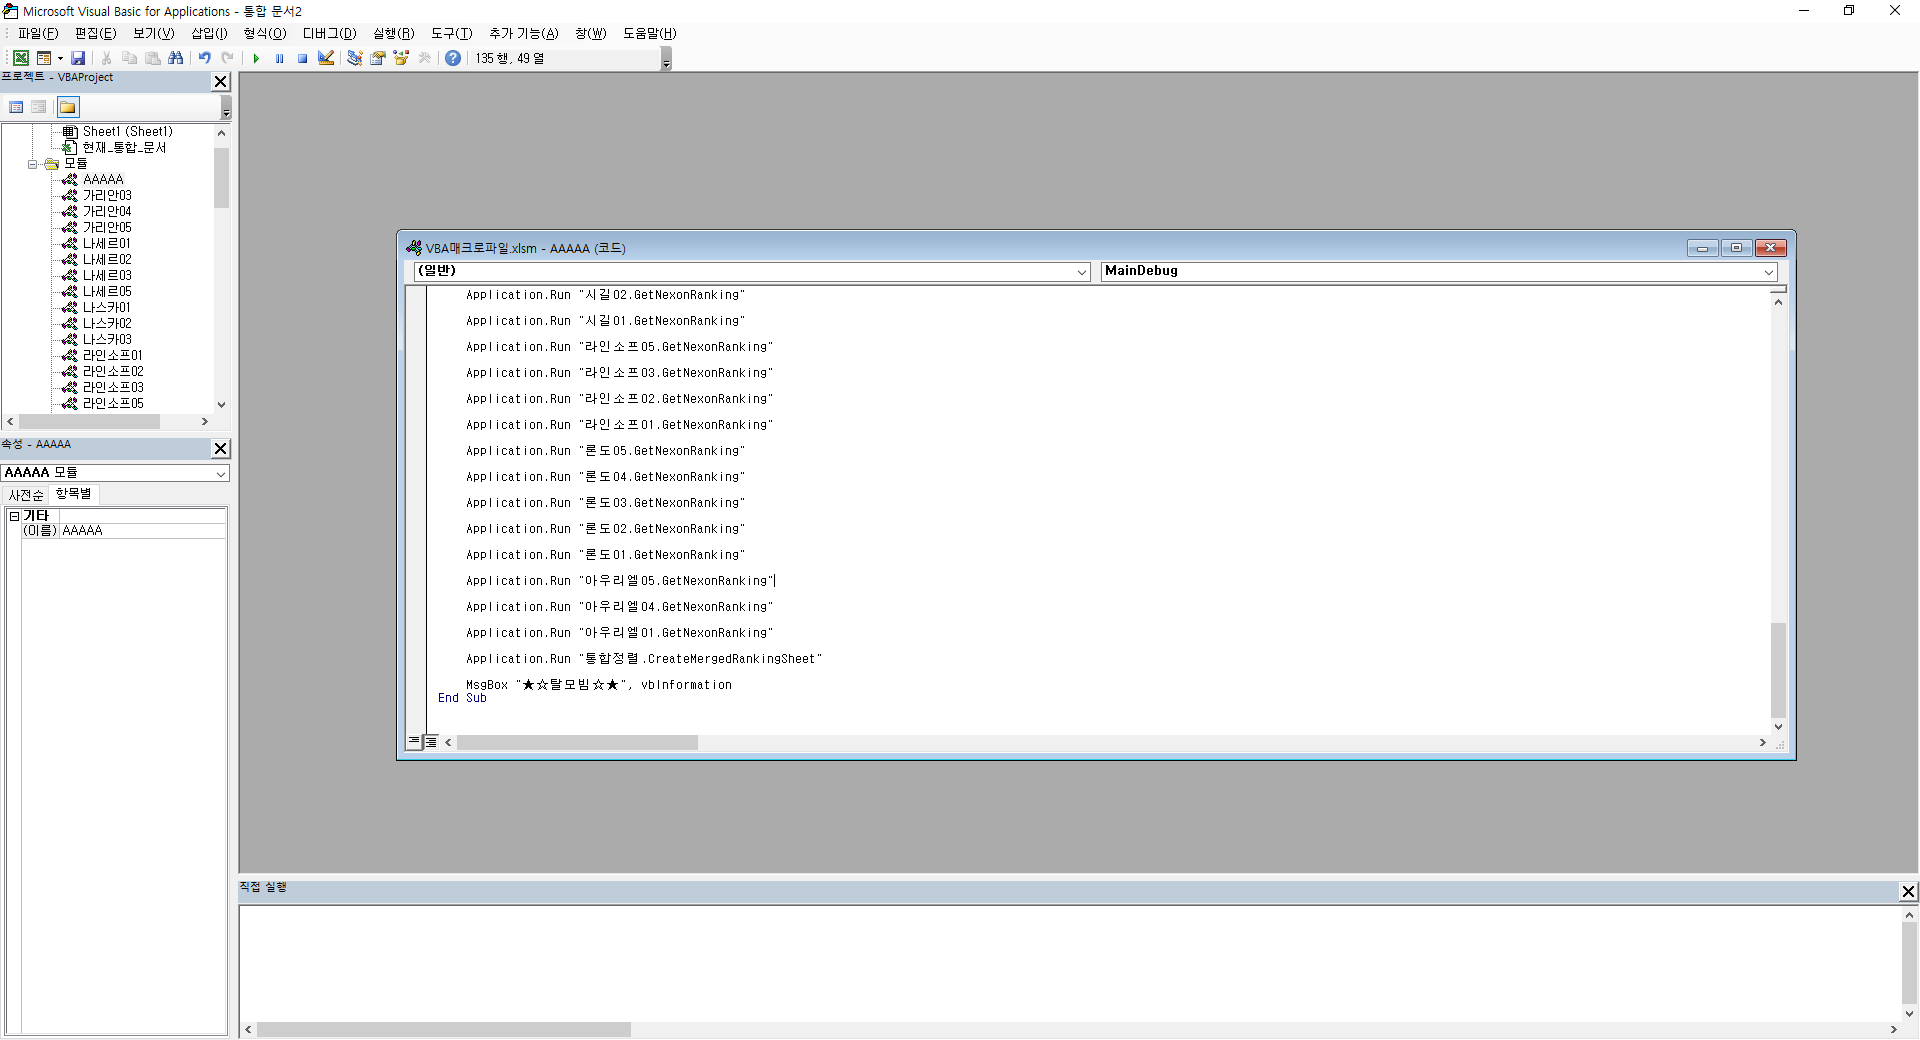 Microsoft Visual Basic for Applications - 통합 문서2
파일(F) 편집(E) 보기(V) 삽입(I) 형식(O) 디버그(D) 실행(R) 도구(T) 추가 기능(A) 창(W) 도움말(H)
135 행, 49 열
프로젝트 - VBAProject
Sheet1 (Sheet1)
현재_통합_문서
모듈
AAAAA
가리안03
가리안04
가리안05
나세르01
나세르02
나세르03
나세르05
나스카01
나스카02
나스카03
라인소프01
라인소프02
라인소프03
라인소프05
속성 - AAAAA
AAAAA 모듈
사전순 항목별
기타
(이름) AAAAA
VBA매크로파일.xlsm - AAAAA (코드)
(일반) MainDebug
Application.Run "시길02.GetNexonRanking"
Application.Run "시길01.GetNexonRanking"
Application.Run "라인소프05.GetNexonRanking"
Application.Run "라인소프03.GetNexonRanking"
Application.Run "라인소프02.GetNexonRanking"
Application.Run "라인소프01.GetNexonRanking"
Application.Run "론도05.GetNexonRanking"
Application.Run "론도04.GetNexonRanking"
Application.Run "론도03.GetNexonRanking"
Application.Run "론도02.GetNexonRanking"
Application.Run "론도01.GetNexonRanking"
Application.Run "아우리엘05.GetNexonRanking"
Application.Run "아우리엘04.GetNexonRanking"
Application.Run "아우리엘01.GetNexonRanking"
Application.Run "통합정렬.CreateMergedRankingSheet"
MsgBox "★☆탈모빔☆★", vbInformation
End Sub
직접 실행